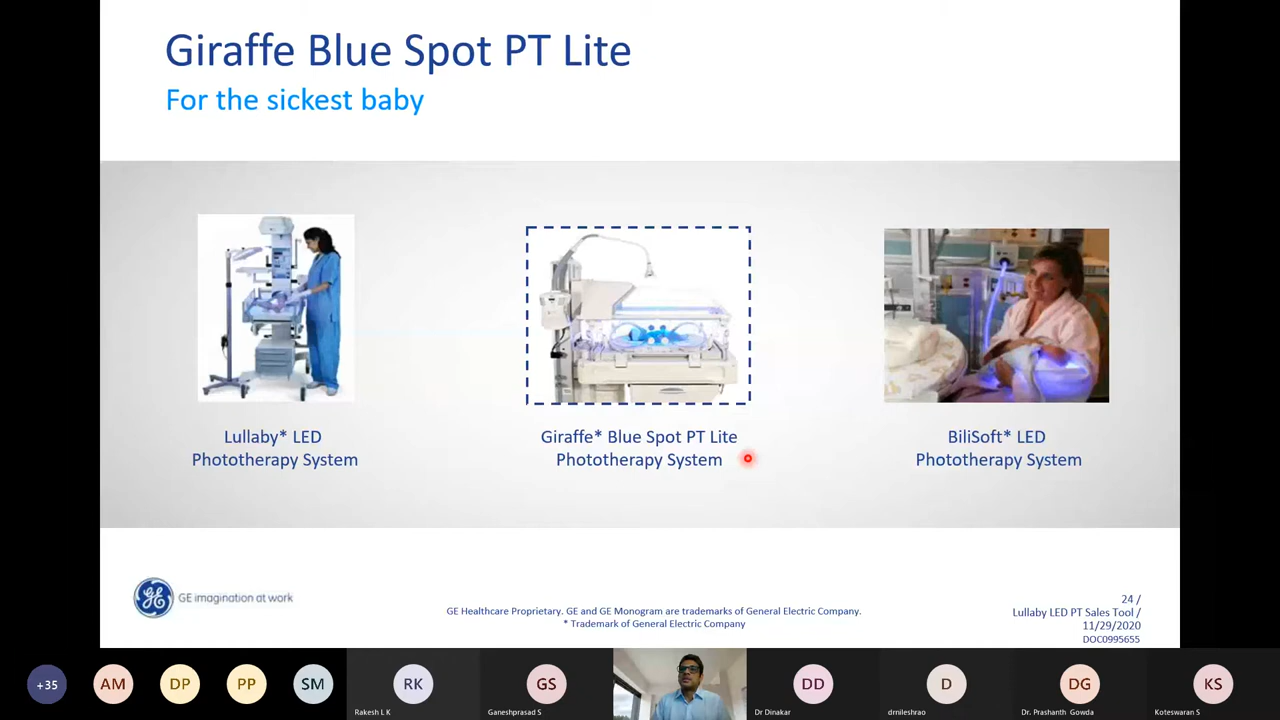 Giraffe Blue Spot PT Lite
For the sickest baby
Lullaby* LED
Phototherapy System
Giraffe* Blue Spot PT Lite
Phototherapy System
BiliSoft* LED
Phototherapy System
GE imagination at work
GE Healthcare Proprietary. GE and GE Monogram are trademarks of General Electric Company.
* Trademark of General Electric Company
24 /
Lullaby LED PT Sales Tool /
11/29/2020
DOC0995655
+35
AM
DP
PP
SM
RK
Rakesh L K
GS
Ganeshprasad S
DD
Dr Dinakar
D
drnileshrao
DG
Dr. Prashanth Gowda
KS
Koteswaran S